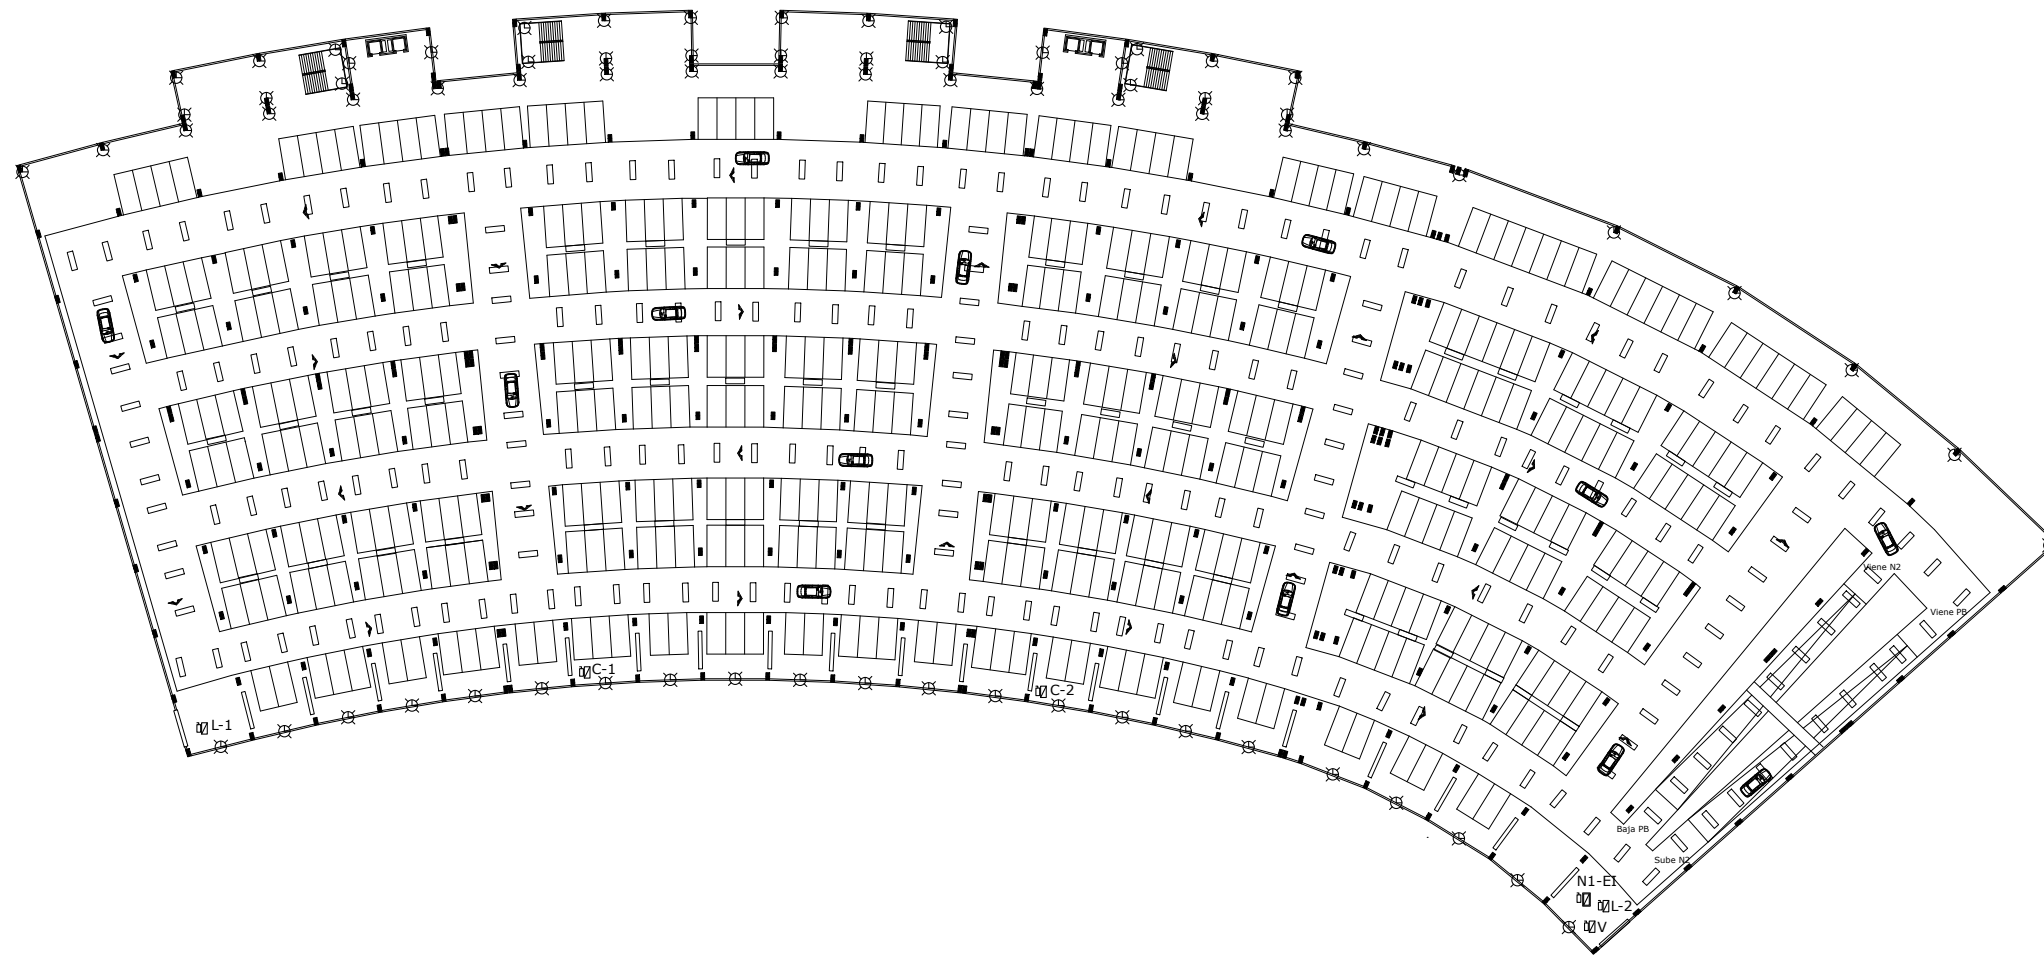 Viene N2
Viene PB
C-1
C-2
L-1
Baja PB
Sube N2
N1-EI
L-2
V